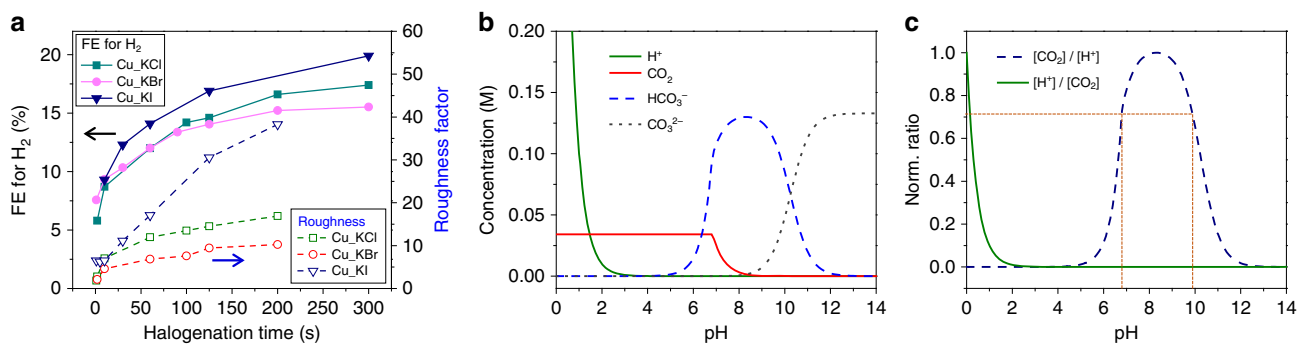 a
FE for H₂
Cu_KCl
Cu_KBr
Cu_KI
Roughness
Cu_KCl
Cu_KBr
Cu_KI
FE for H₂ (%)
20
15
10
5
0
0 50 100 150 200 250 300
Halogenation time (s)
60
50
40
30
20
10
0
Roughness factor
b
H⁺
CO₂
HCO₃⁻
CO₃²⁻
Concentration (M)
0.20
0.15
0.10
0.05
0.00
0 2 4 6 8 10 12 14
pH
c
[CO₂] / [H⁺]
[H⁺] / [CO₂]
Norm. ratio
1.0
0.8
0.6
0.4
0.2
0.0
0 2 4 6 8 10 12 14
pH